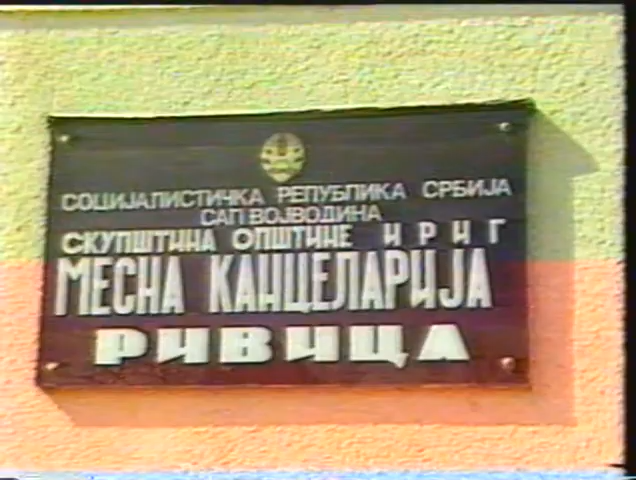 СОЦИЈАЛИСТИЧКА РЕПУБЛИКА СРБИЈА
САП ВОЈВОДИНА
СКУПШТИНА ОПШТИНЕ ИРИГ
МЕСНА КАНЦЕЛАРИЈА
РИВИЦА